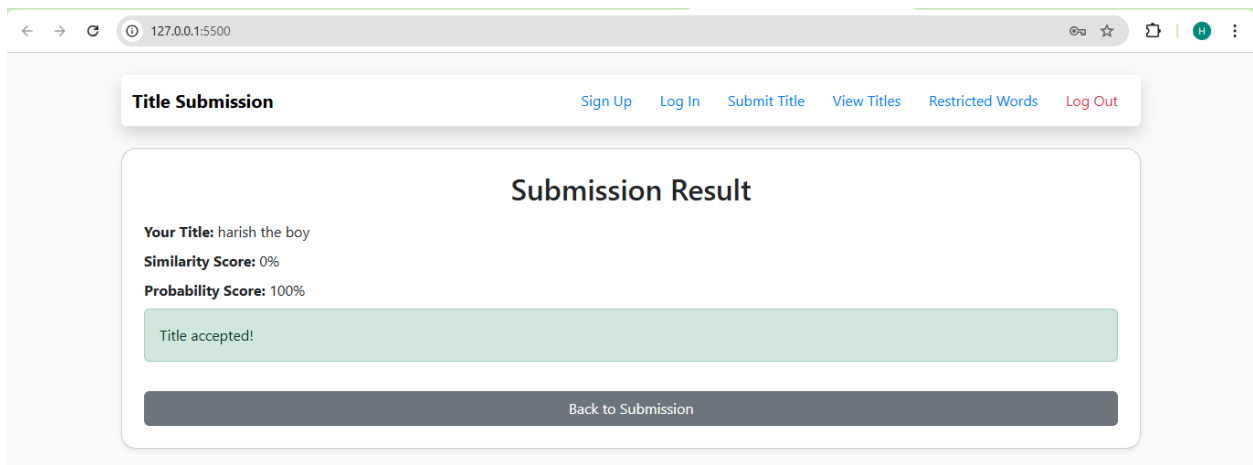 127.0.0.1:5500
H
Title Submission Sign Up Log In Submit Title View Titles Restricted Words Log Out
Submission Result
Your Title: harish the boy
Similarity Score: 0%
Probability Score: 100%
Title accepted!
Back to Submission